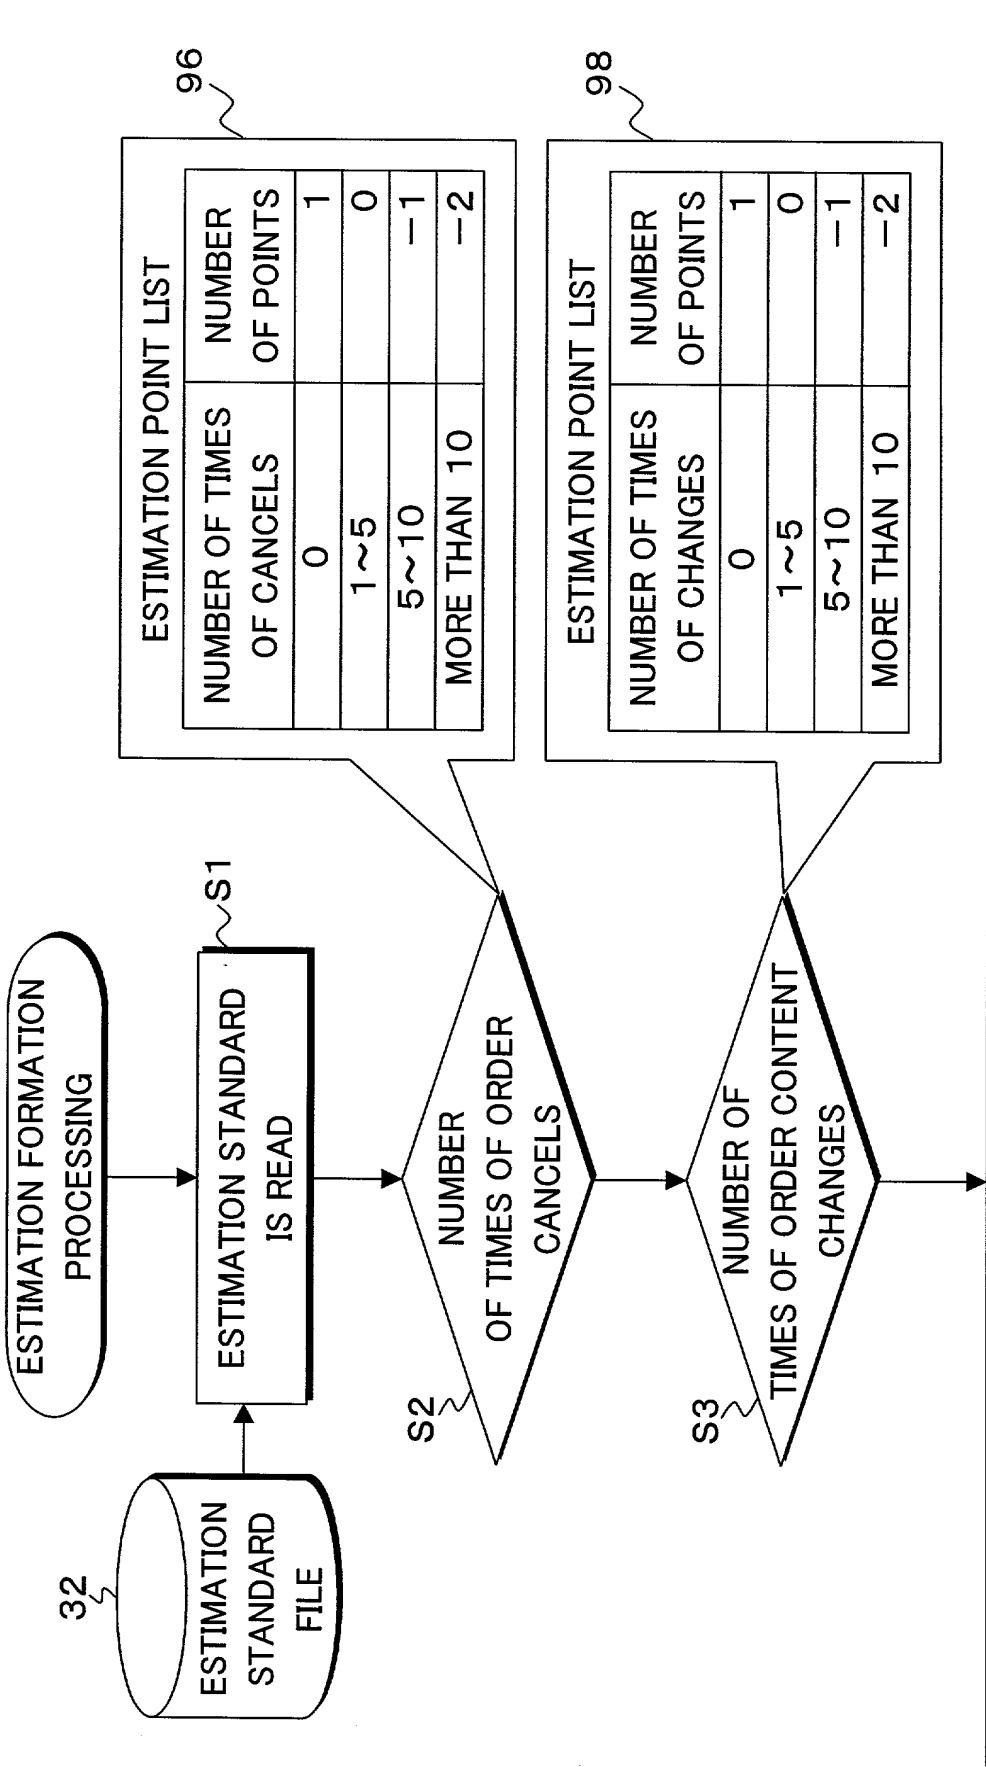 ESTIMATION FORMATION
PROCESSING
32
ESTIMATION
STANDARD
FILE
S1
ESTIMATION STANDARD
IS READ
S2
NUMBER
OF TIMES OF ORDER
CANCELS
96
ESTIMATION POINT LIST
NUMBER OF TIMES
OF CANCELS
NUMBER
OF POINTS
0 1
1~5 0
5~10 −1
MORE THAN 10 −2
S3
NUMBER OF
TIMES OF ORDER CONTENT
CHANGES
98
ESTIMATION POINT LIST
NUMBER OF TIMES
OF CHANGES
NUMBER
OF POINTS
0 1
1~5 0
5~10 −1
MORE THAN 10 −2